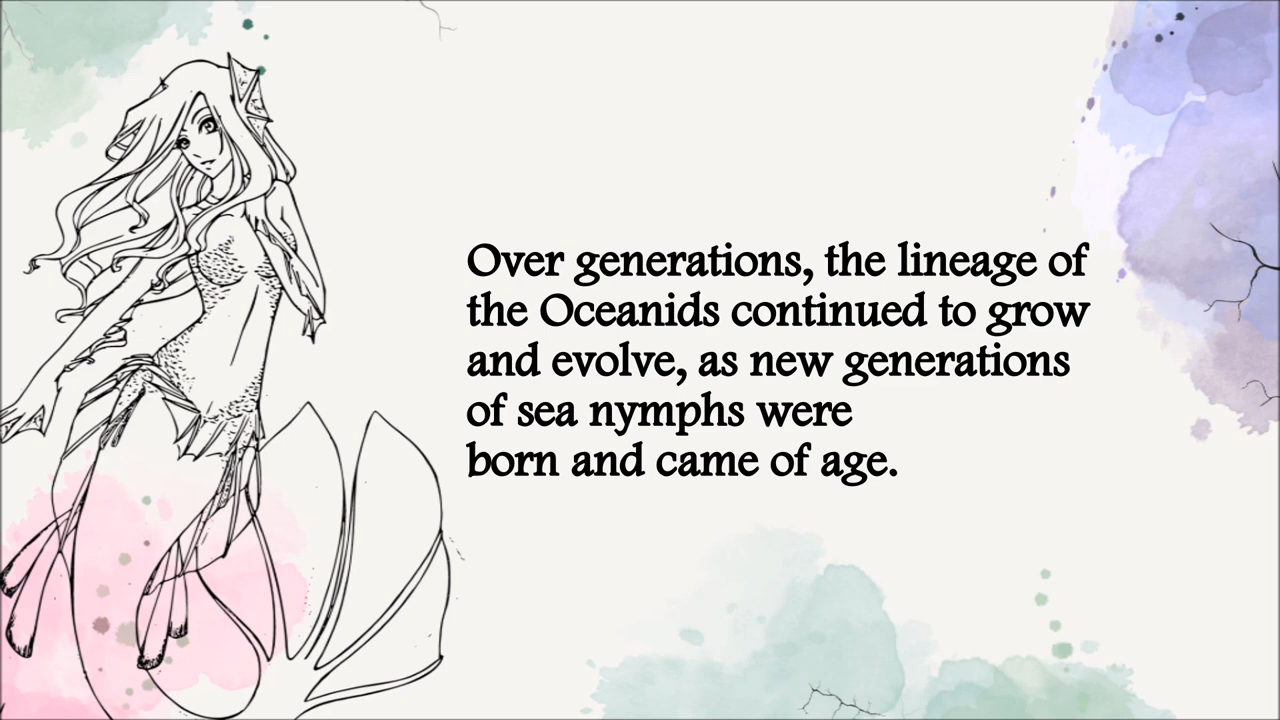 Over generations, the lineage of
the Oceanids continued to grow
and evolve, as new generations
of sea nymphs were
born and came of age.